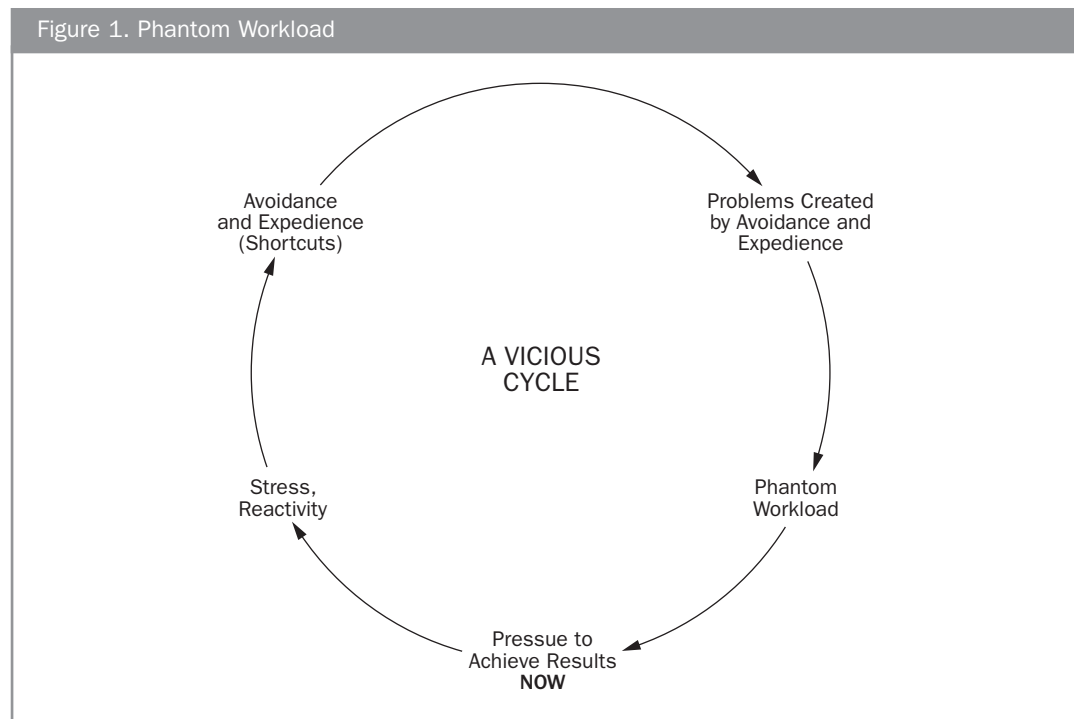 Figure 1. Phantom Workload
Avoidance
and Expedience
(Shortcuts)
Problems Created
by Avoidance and
Expedience
A VICIOUS
CYCLE
Stress,
Reactivity
Phantom
Workload
Pressue to
Achieve Results
NOW